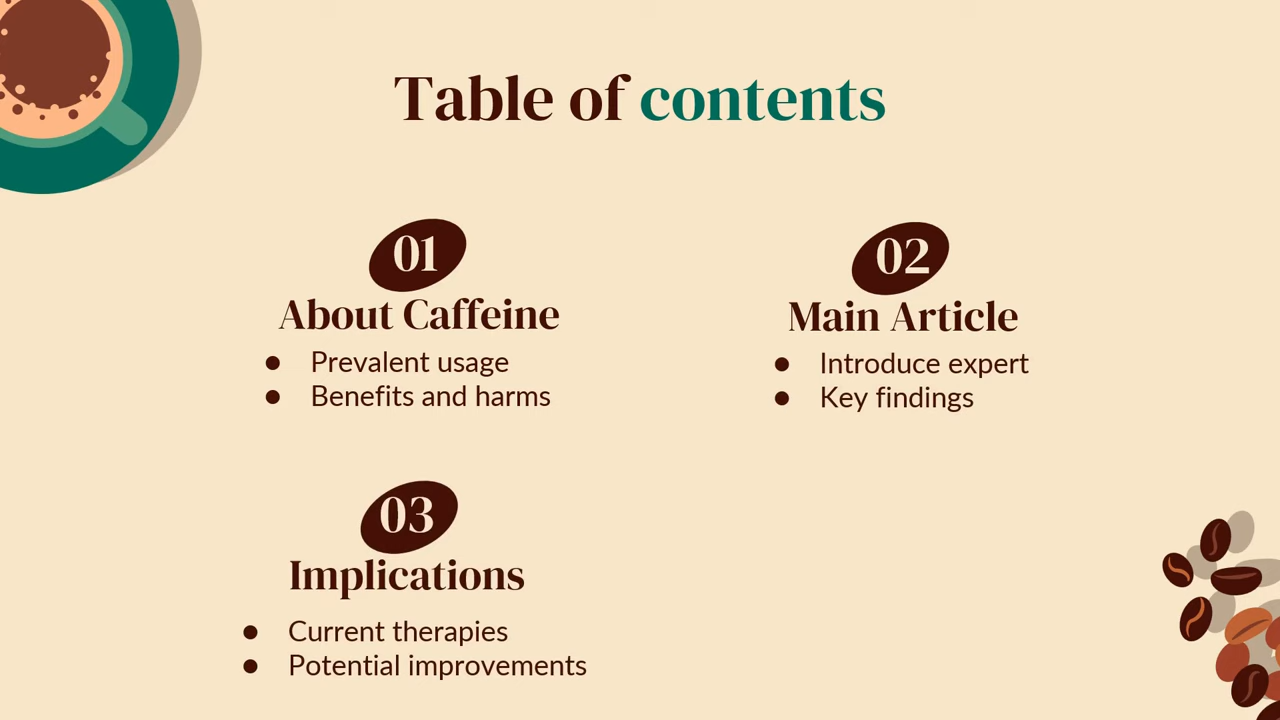 Table of contents
01
About Caffeine
● Prevalent usage
● Benefits and harms
02
Main Article
● Introduce expert
● Key findings
03
Implications
● Current therapies
● Potential improvements